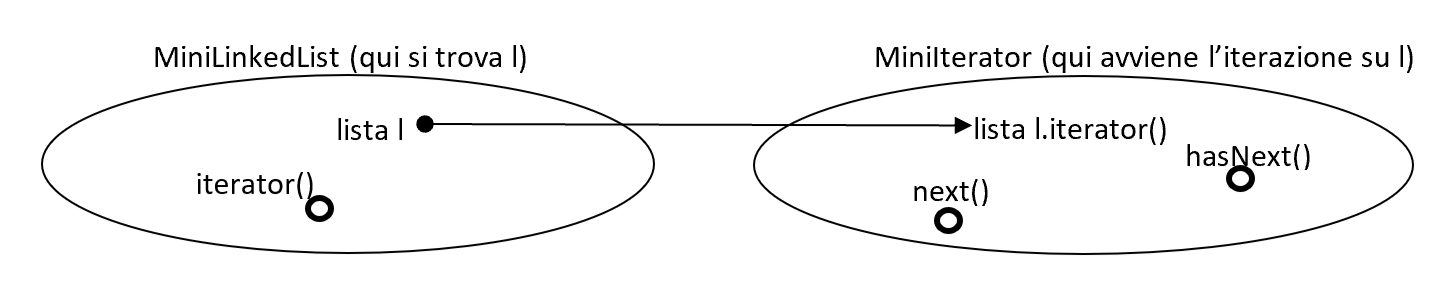 MiniLinkedList (qui si trova l)
MiniIterator (qui avviene l’iterazione su l)
lista l
lista l.iterator()
hasNext()
iterator()
next()